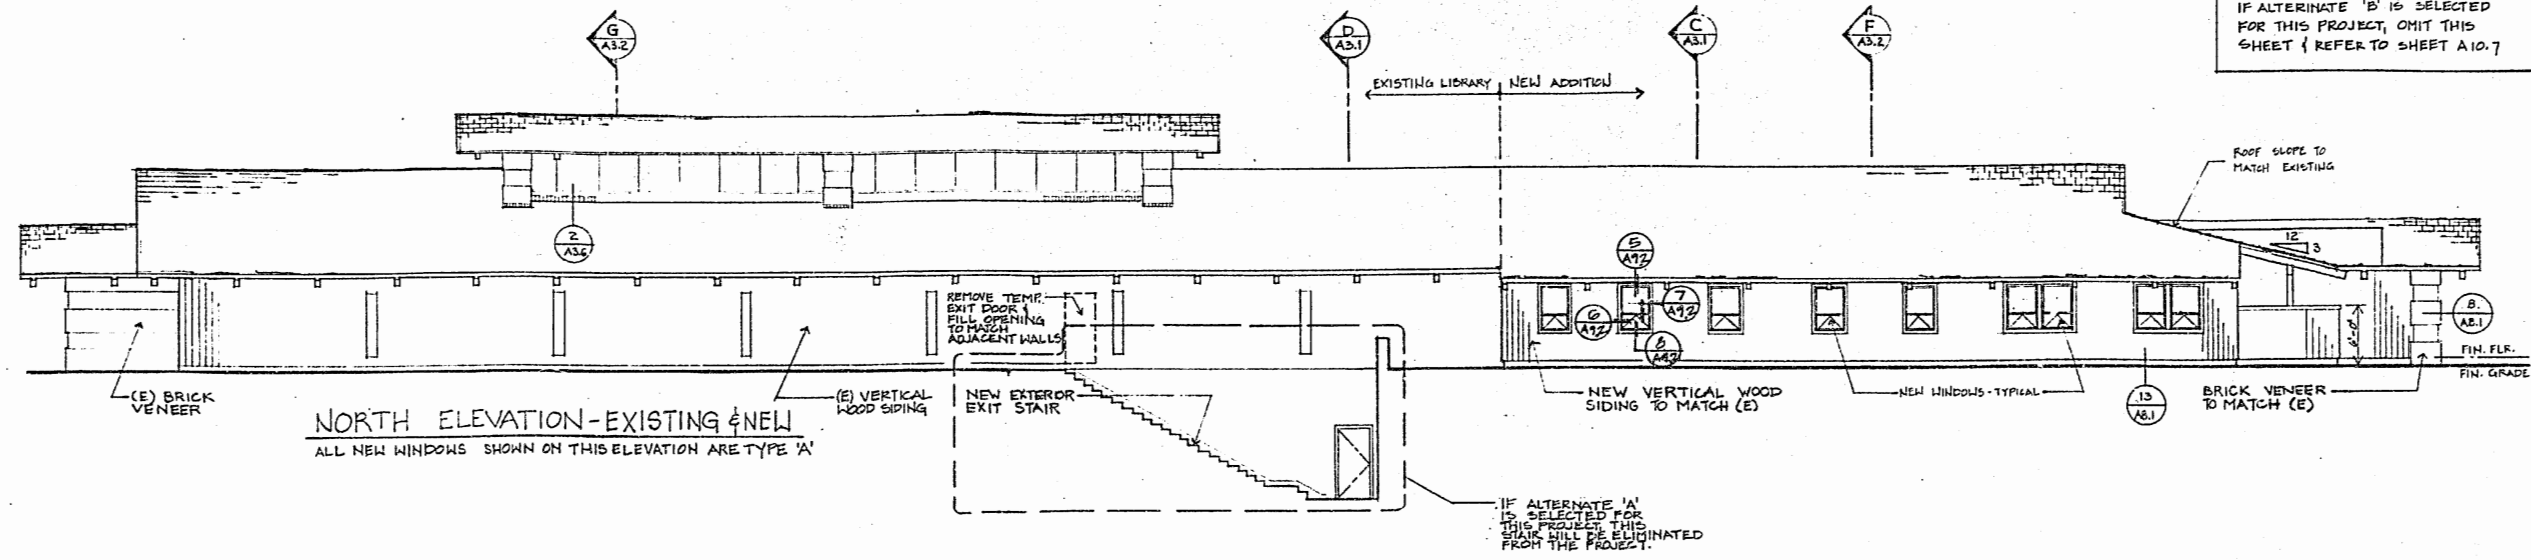 IF ALTERINATE 'B' IS SELECTED
FOR THIS PROJECT, OMIT THIS
SHEET & REFER TO SHEET A10.7
G
A3.2
D
A3.1
C
A3.1
F
A3.2
EXISTING LIBRARY
NEW ADDITION
ROOF SLOPE TO
MATCH EXISTING
12
3
2
A3.6
5
A9.2
7
A9.2
6
A9.2
8
A9.2
REMOVE TEMP.
EXIT DOOR &
FILL OPENING
TO MATCH
ADJACENT WALLS
8.
A8.1
6'-0"
FIN. FLR.
FIN. GRADE
(E) BRICK
VENEER
(E) VERTICAL
WOOD SIDING
NEW EXTERIOR
EXIT STAIR
NEW VERTICAL WOOD
SIDING TO MATCH (E)
NEW WINDOWS - TYPICAL
13
A8.1
BRICK VENEER
TO MATCH (E)
NORTH ELEVATION - EXISTING & NEW
ALL NEW WINDOWS SHOWN ON THIS ELEVATION ARE TYPE 'A'
IF ALTERNATE 'A'
IS SELECTED FOR
THIS PROJECT, THIS
STAIR WILL BE ELIMINATED
FROM THE PROJECT.